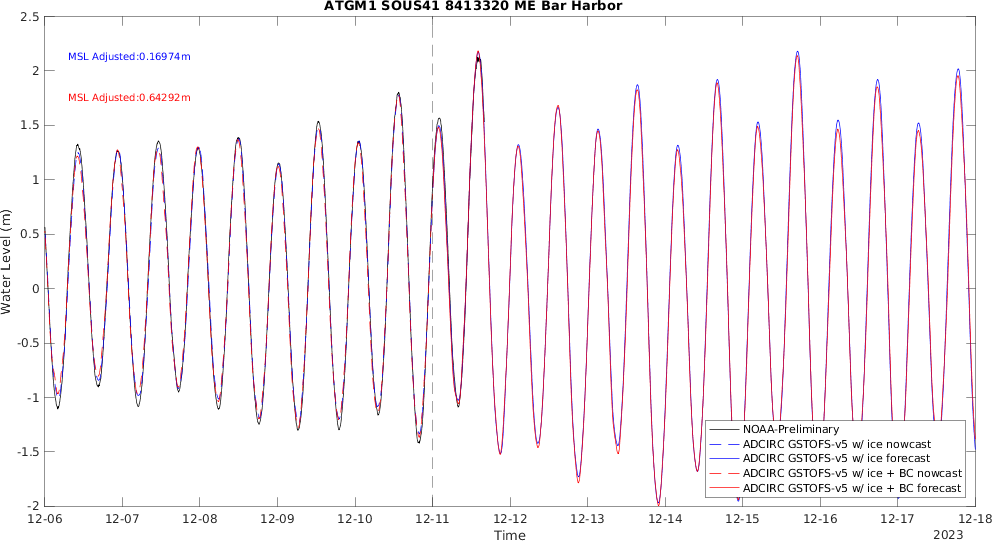 ATGM1 SOUS41 8413320 ME Bar Harbor
2.5
MSL Adjusted:0.16974m
2
MSL Adjusted:0.64292m
1.5
1
0.5
Water Level (m)
0
-0.5
-1
NOAA-Preliminary
ADCIRC GSTOFS-v5 w/ ice nowcast
-1.5
ADCIRC GSTOFS-v5 w/ ice forecast
ADCIRC GSTOFS-v5 w/ ice + BC nowcast
ADCIRC GSTOFS-v5 w/ ice + BC forecast
-2
12-06 12-07 12-08 12-09 12-10 12-11 12-12 12-13 12-14 12-15 12-16 12-17 12-18
Time
2023